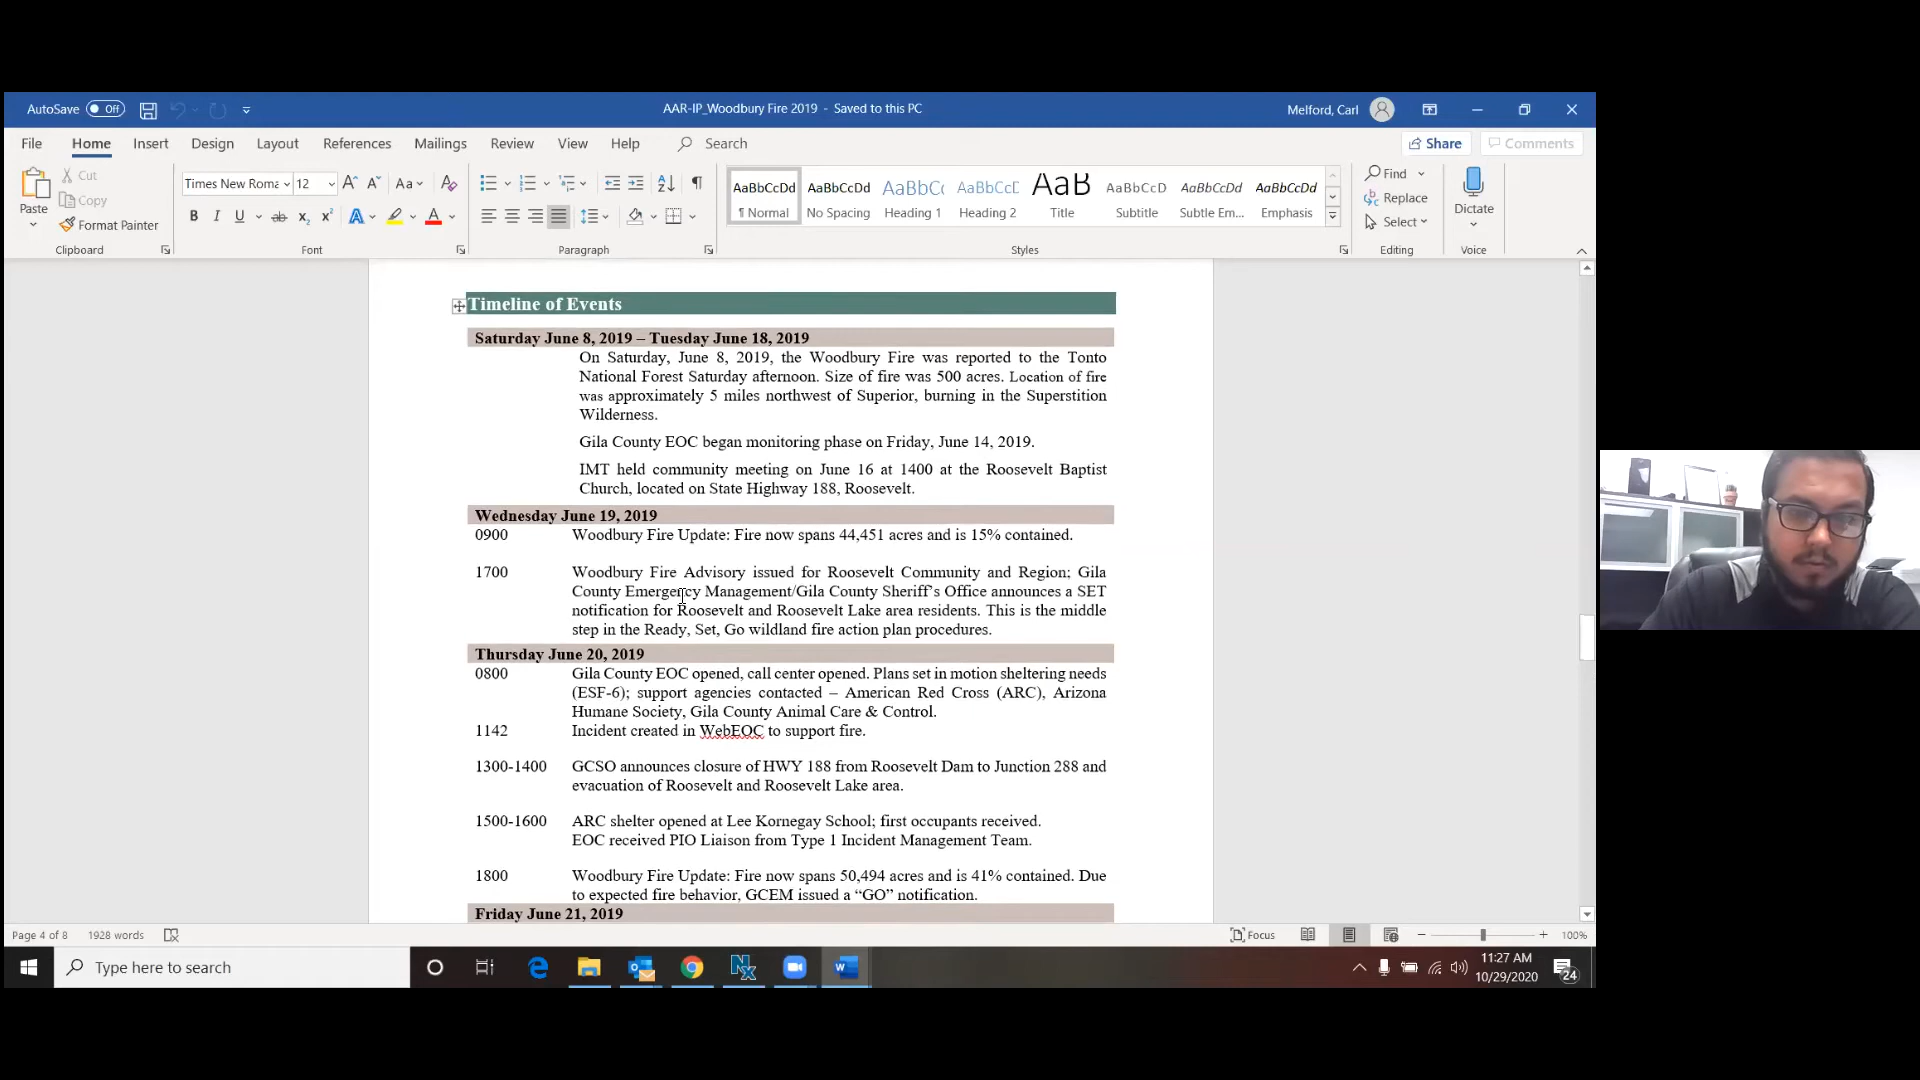 AutoSave Off
AAR-IP_Woodbury Fire 2019 - Saved to this PC
Melford, Carl
File Home Insert Design Layout References Mailings Review View Help Search
Share Comments
Paste
Cut
Copy
Format Painter
Clipboard
Times New Roma 12
Font
Paragraph
AaBbCcDd
¶ Normal
AaBbCcDd
No Spacing
AaBbCc
Heading 1
AaBbCcE
Heading 2
AaB
Title
AaBbCcD
Subtitle
AaBbCcDd
Subtle Em...
AaBbCcDd
Emphasis
Styles
Find
Replace
Select
Editing
Dictate
Voice
Timeline of Events
Saturday June 8, 2019 – Tuesday June 18, 2019
On Saturday, June 8, 2019, the Woodbury Fire was reported to the Tonto
National Forest Saturday afternoon. Size of fire was 500 acres. Location of fire
was approximately 5 miles northwest of Superior, burning in the Superstition
Wilderness.
Gila County EOC began monitoring phase on Friday, June 14, 2019.
IMT held community meeting on June 16 at 1400 at the Roosevelt Baptist
Church, located on State Highway 188, Roosevelt.
Wednesday June 19, 2019
0900 Woodbury Fire Update: Fire now spans 44,451 acres and is 15% contained.
1700 Woodbury Fire Advisory issued for Roosevelt Community and Region; Gila
County Emergency Management/Gila County Sheriff’s Office announces a SET
notification for Roosevelt and Roosevelt Lake area residents. This is the middle
step in the Ready, Set, Go wildland fire action plan procedures.
Thursday June 20, 2019
0800 Gila County EOC opened, call center opened. Plans set in motion sheltering needs
(ESF-6); support agencies contacted – American Red Cross (ARC), Arizona
Humane Society, Gila County Animal Care & Control.
1142 Incident created in WebEOC to support fire.
1300-1400 GCSO announces closure of HWY 188 from Roosevelt Dam to Junction 288 and
evacuation of Roosevelt and Roosevelt Lake area.
1500-1600 ARC shelter opened at Lee Kornegay School; first occupants received.
EOC received PIO Liaison from Type 1 Incident Management Team.
1800 Woodbury Fire Update: Fire now spans 50,494 acres and is 41% contained. Due
to expected fire behavior, GCEM issued a “GO” notification.
Friday June 21, 2019
Page 4 of 8 1928 words
Focus
100%
Type here to search
11:27 AM
10/29/2020
24